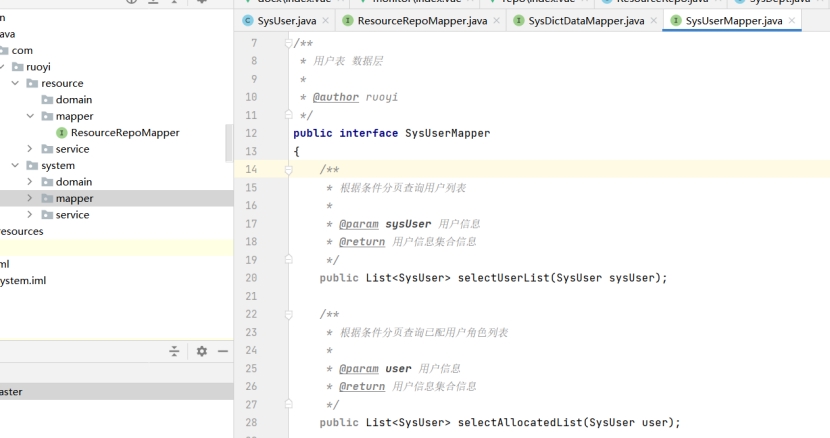 SysUser.java
ResourceRepoMapper.java
SysDictDataMapper.java
SysUserMapper.java
com
ruoyi
resource
domain
mapper
ResourceRepoMapper
service
system
domain
mapper
service
7 /**
8 * 用户表 数据层
9 *
10 * @author ruoyi
11 */
12 public interface SysUserMapper
13 {
14 /**
15 * 根据条件分页查询用户列表
16 *
17 * @param sysUser 用户信息
18 * @return 用户信息集合信息
19 */
20 public List<SysUser> selectUserList(SysUser sysUser);
21
22 /**
23 * 根据条件分页查询已配用户角色列表
24 *
25 * @param user 用户信息
26 * @return 用户信息集合信息
27 */
28 public List<SysUser> selectAllocatedList(SysUser user);